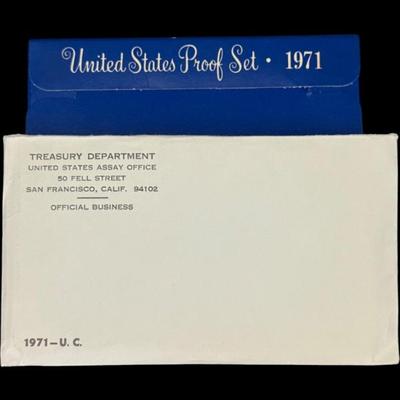 United States Proof Set • 1971
TREASURY DEPARTMENT
UNITED STATES ASSAY OFFICE
50 FELL STREET
SAN FRANCISCO, CALIF. 94102
OFFICIAL BUSINESS
1971—U. C.